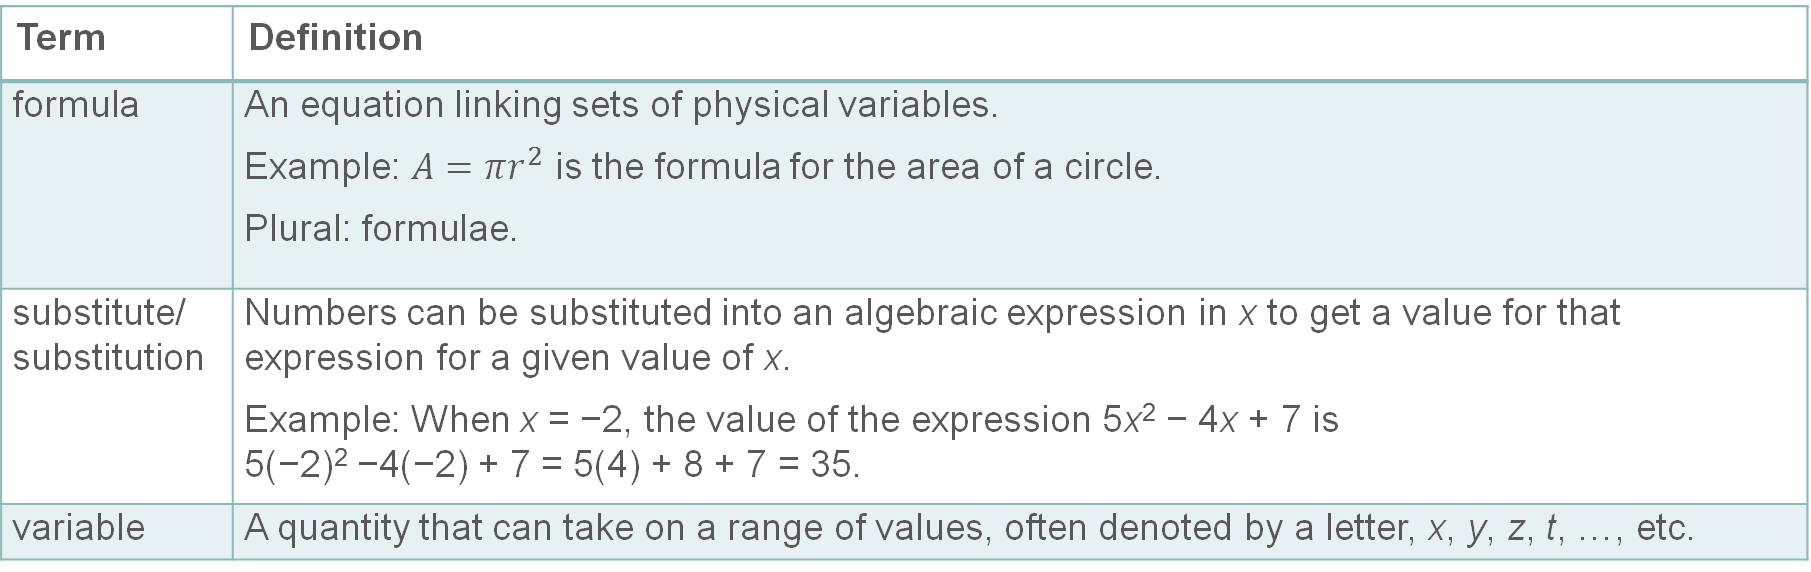 Term
Definition
formula
An equation linking sets of physical variables.
Example: A = πr² is the formula for the area of a circle.
Plural: formulae.
substitute/
substitution
Numbers can be substituted into an algebraic expression in x to get a value for that
expression for a given value of x.
Example: When x = −2, the value of the expression 5x² − 4x + 7 is
5(−2)² −4(−2) + 7 = 5(4) + 8 + 7 = 35.
variable
A quantity that can take on a range of values, often denoted by a letter, x, y, z, t, …, etc.